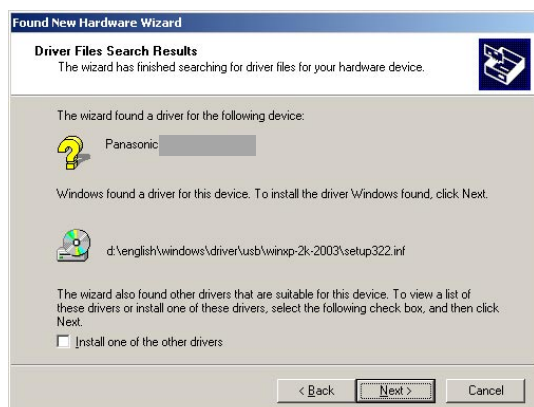 Found New Hardware Wizard
Driver Files Search Results
The wizard has finished searching for driver files for your hardware device.
The wizard found a driver for the following device:
Panasonic
Windows found a driver for this device. To install the driver Windows found, click Next.
d:\english\windows\driver\usb\winxp-2k-2003\setup322.inf
The wizard also found other drivers that are suitable for this device. To view a list of
these drivers or install one of these drivers, select the following check box, and then click
Next.
Install one of the other drivers
< Back Next > Cancel